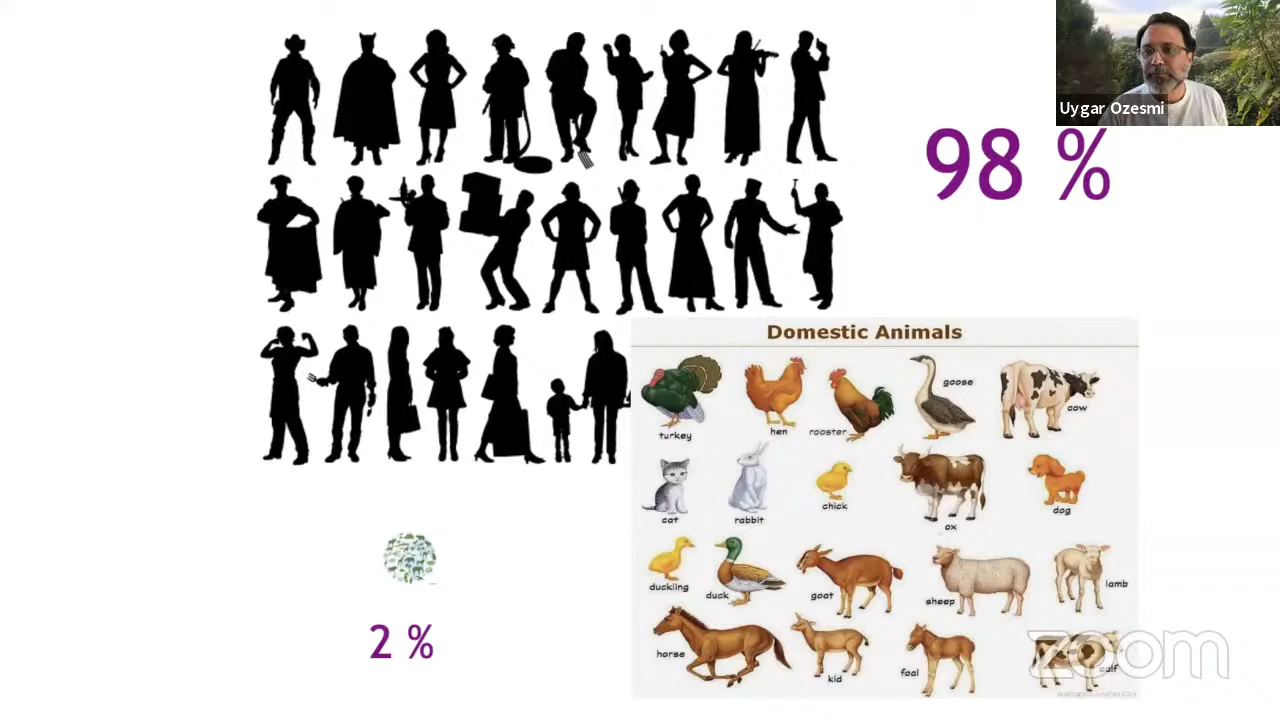 Uygar Ozesmi
98 %
Domestic Animals
turkey
hen
rooster
goose
cow
cat
rabbit
chick
ox
dog
duckling
duck
goat
sheep
lamb
horse
kid
foal
calf
zoom
2 %